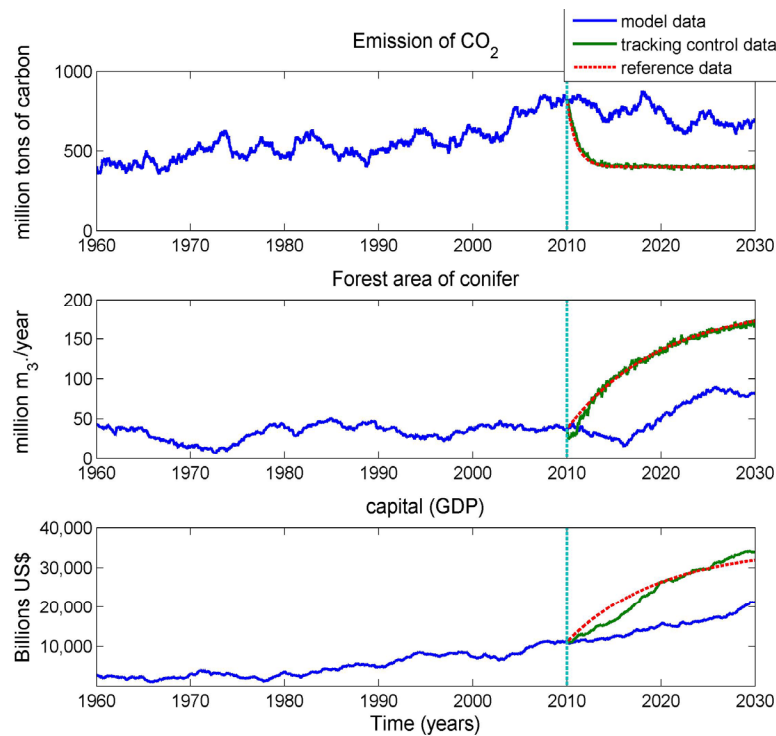 model data
tracking control data
reference data
Emission of CO2
million tons of carbon
1000
500
0
1960 1970 1980 1990 2000 2010 2020 2030
Forest area of conifer
million m3./year
200
150
100
50
0
1960 1970 1980 1990 2000 2010 2020 2030
capital (GDP)
Billions US$
40,000
30,000
20,000
10,000
1960 1970 1980 1990 2000 2010 2020 2030
Time (years)